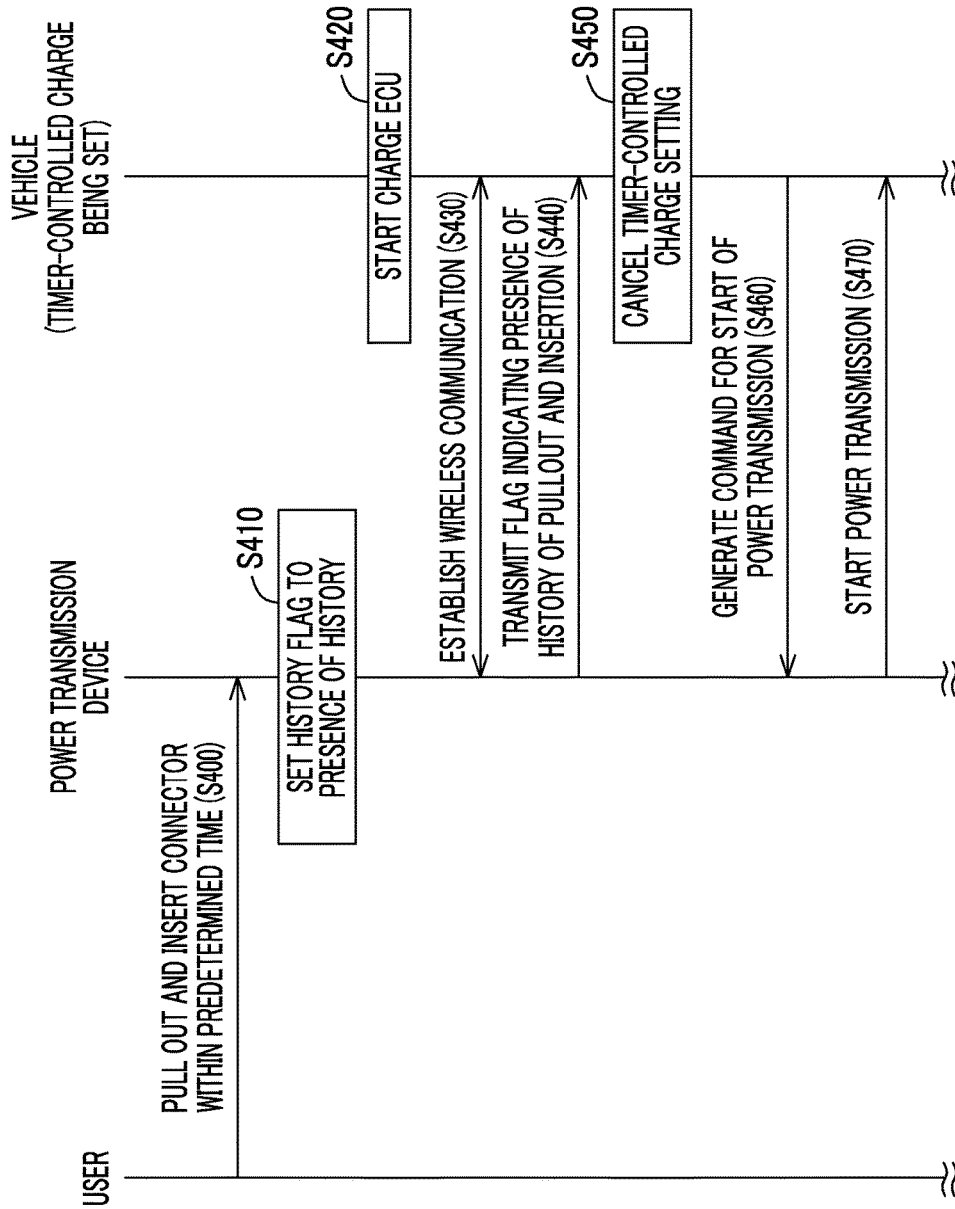 USER
POWER TRANSMISSION
DEVICE
VEHICLE
(TIMER-CONTROLLED CHARGE
BEING SET)
PULL OUT AND INSERT CONNECTOR
WITHIN PREDETERMINED TIME (S400)
S410
SET HISTORY FLAG TO
PRESENCE OF HISTORY
S420
START CHARGE ECU
ESTABLISH WIRELESS COMMUNICATION (S430)
TRANSMIT FLAG INDICATING PRESENCE OF
HISTORY OF PULLOUT AND INSERTION (S440)
S450
CANCEL TIMER-CONTROLLED
CHARGE SETTING
GENERATE COMMAND FOR START OF
POWER TRANSMISSION (S460)
START POWER TRANSMISSION (S470)